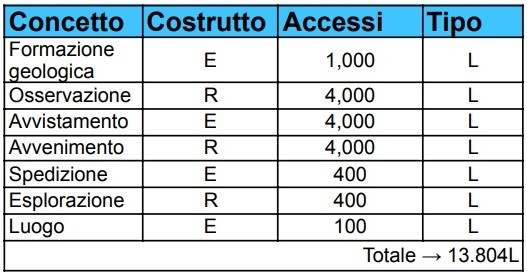 Concetto Costrutto Accessi Tipo
Formazione
geologica E 1,000 L
Osservazione R 4,000 L
Avvistamento E 4,000 L
Avvenimento R 4,000 L
Spedizione E 400 L
Esplorazione R 400 L
Luogo E 100 L
Totale → 13.804L